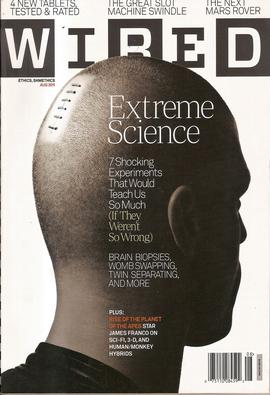 4 NEW TABLETS, TESTED & RATED
THE GREAT SLOT MACHINE SWINDLE
THE NEXT MARS ROVER
WIRED
ETHICS, SHMETHICS
AUG 2011
Extreme
Science
7 Shocking
Experiments
That Would
Teach Us
So Much
(If They
Weren't
So Wrong)
BRAIN BIOPSIES,
WOMB SWAPPING,
TWIN SEPARATING,
AND MORE
PLUS:
RISE OF THE PLANET
OF THE APES STAR
JAMES FRANCO ON
SCI-FI, 3-D, AND
HUMAN/MONKEY
HYBRIDS